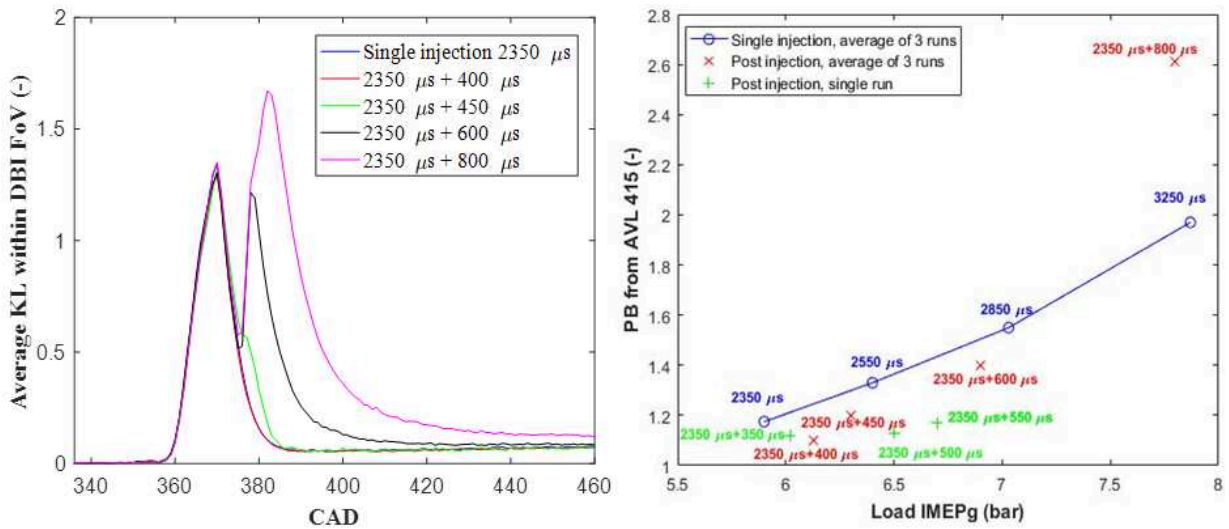 2
1.5
1
0.5
0
340
360
380
400
420
440
460
CAD
Average KL within DBI FoV (-)
Single injection 2350 μs
2350 μs + 400 μs
2350 μs + 450 μs
2350 μs + 600 μs
2350 μs + 800 μs
2.8
2.6
2.4
2.2
2
1.8
1.6
1.4
1.2
1
5.5
6
6.5
7
7.5
8
Load IMEPg (bar)
PB from AVL 415 (-)
Single injection, average of 3 runs
Post injection, average of 3 runs
Post injection, single run
2350 μs+800 μs
3250 μs
2850 μs
2550 μs
2350 μs
2350 μs+600 μs
2350 μs+450 μs
2350 μs+550 μs
2350 μs+350 μs
2350 μs+400 μs
2350 μs+500 μs